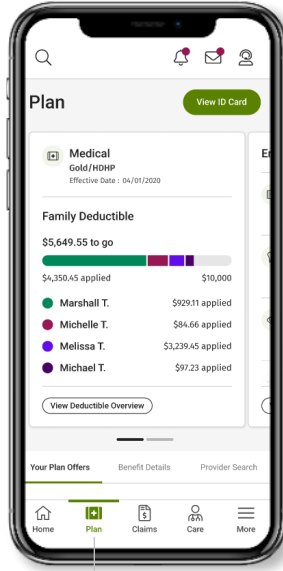 Plan
View ID Card
Medical
Gold/HDHP
Effective Date : 04/01/2020
Family Deductible
$5,649.55 to go
$4,350.45 applied $10,000
Marshall T. $929.11 applied
Michelle T. $84.66 applied
Melissa T. $3,239.45 applied
Michael T. $97.23 applied
View Deductible Overview
Your Plan Offers Benefit Details Provider Search
Home Plan Claims Care More